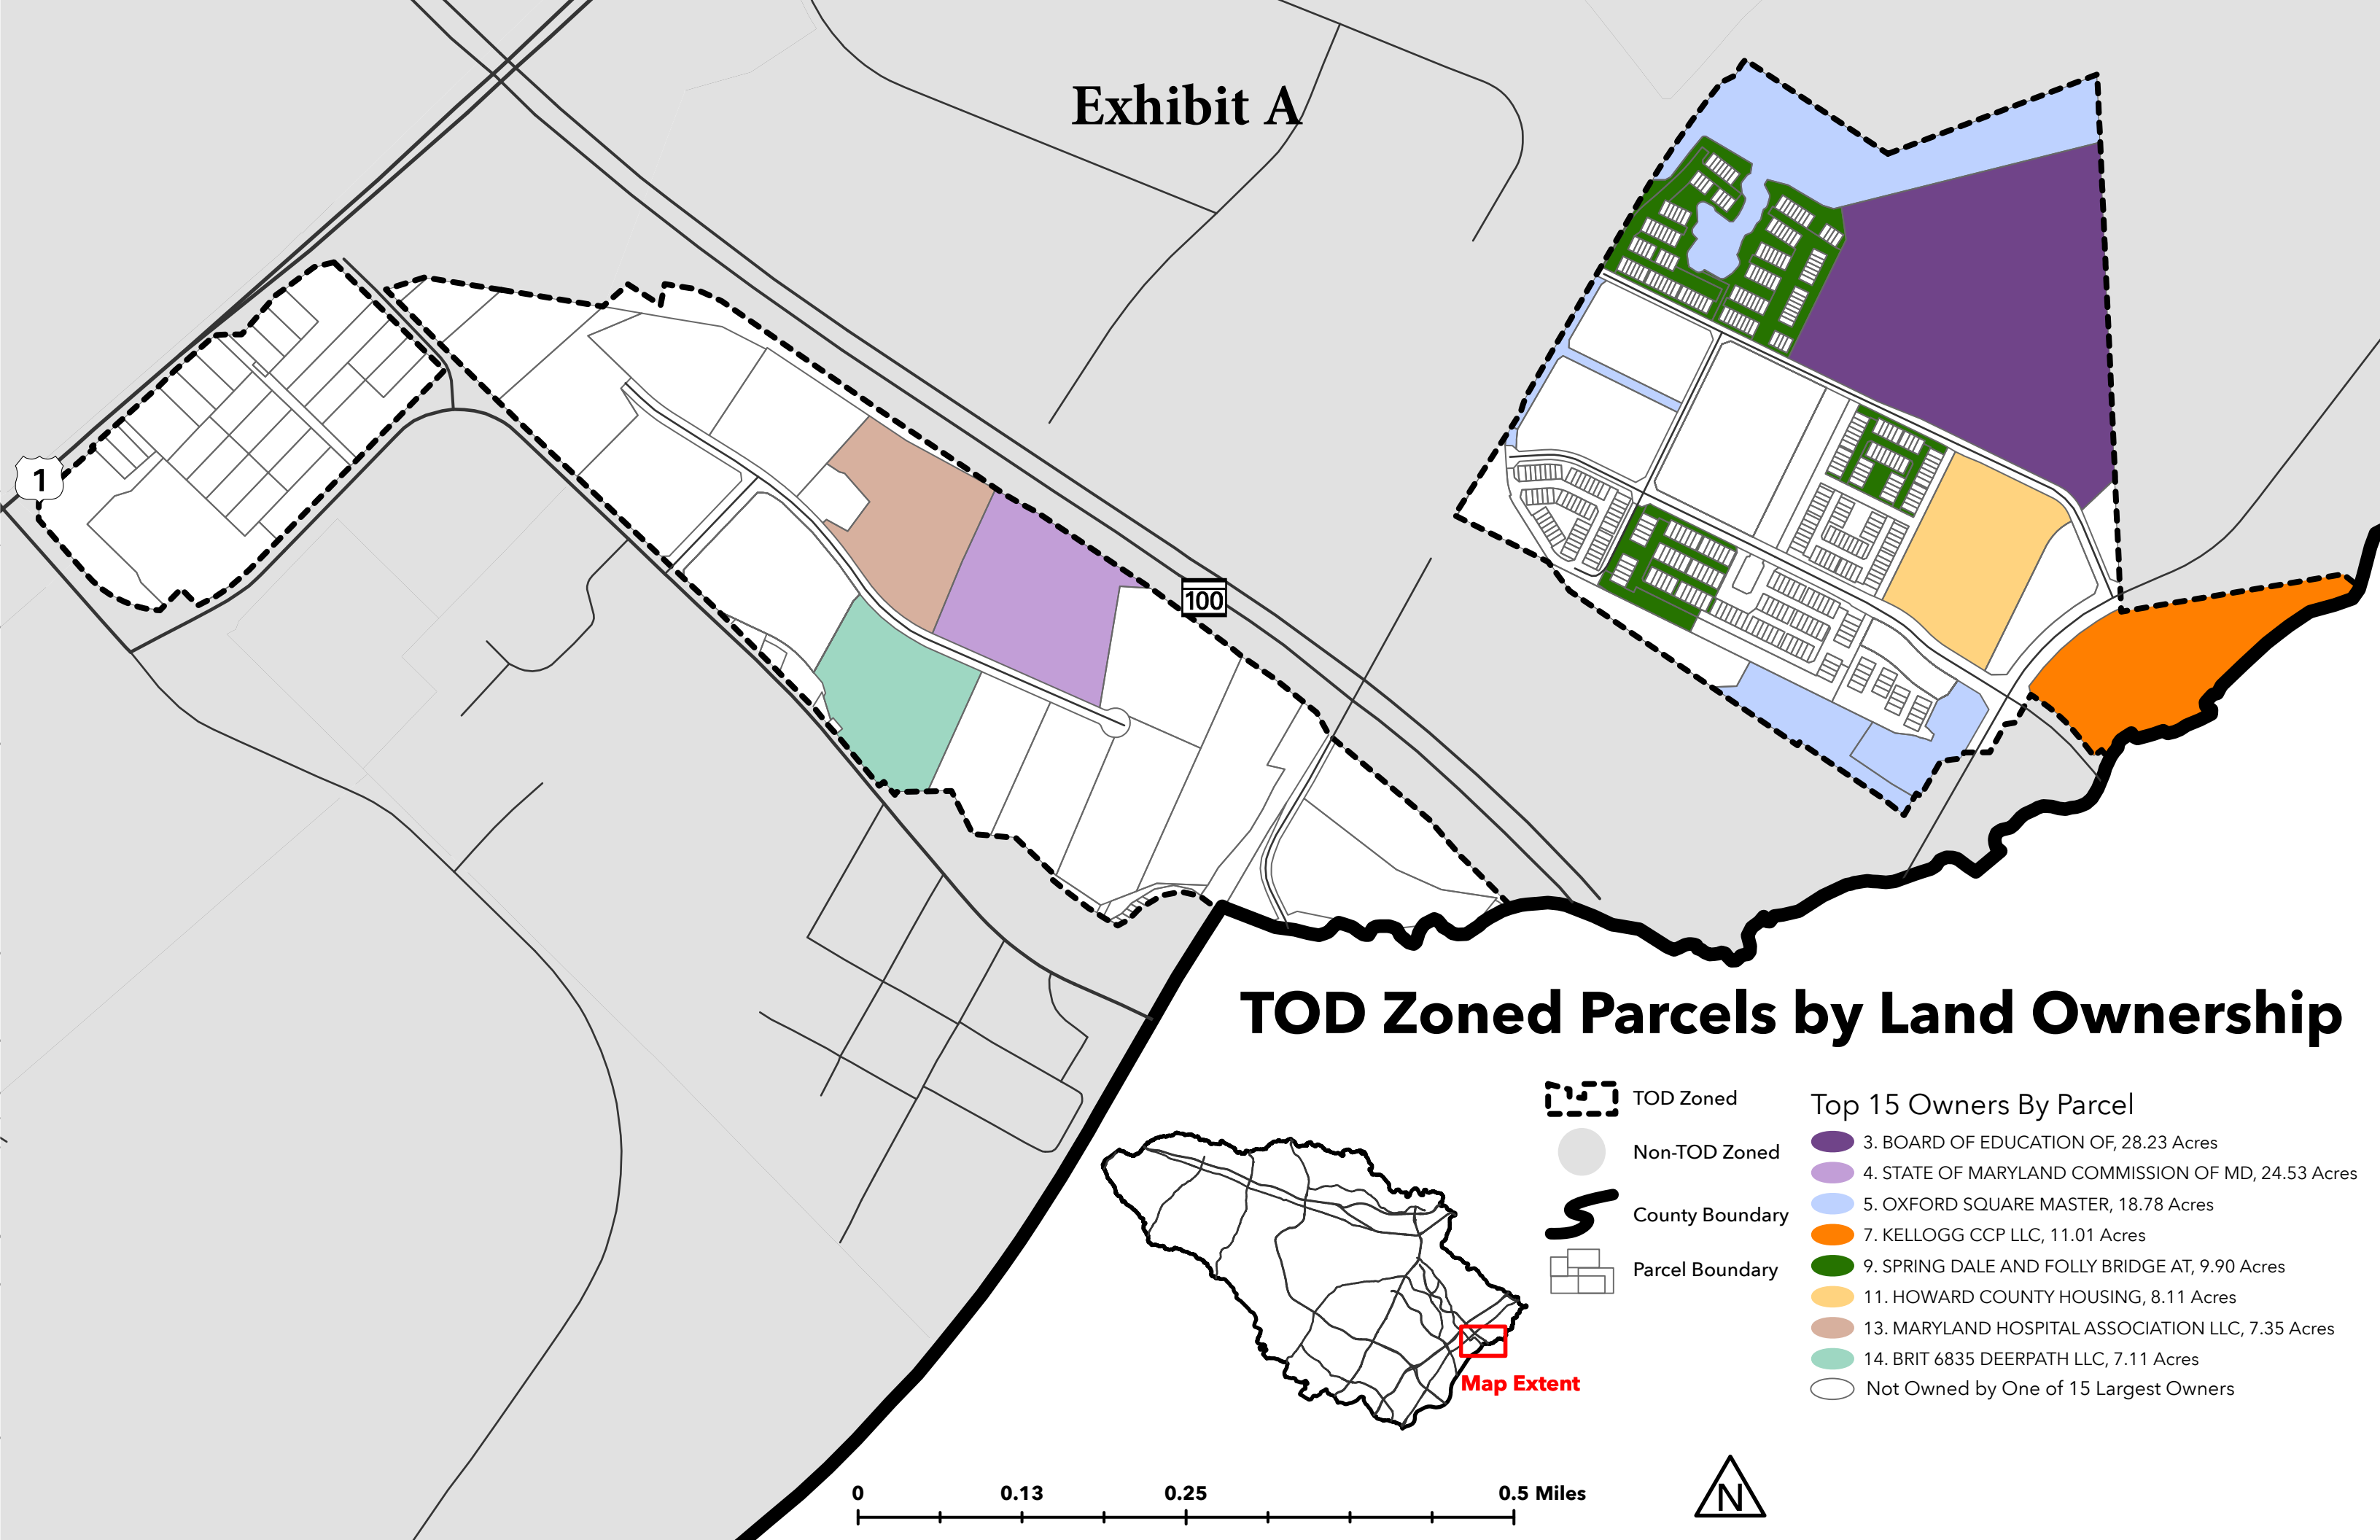 Exhibit A
1
100
TOD Zoned Parcels by Land Ownership
TOD Zoned
Non-TOD Zoned
County Boundary
Parcel Boundary
Top 15 Owners By Parcel
3. BOARD OF EDUCATION OF, 28.23 Acres
4. STATE OF MARYLAND COMMISSION OF MD, 24.53 Acres
5. OXFORD SQUARE MASTER, 18.78 Acres
7. KELLOGG CCP LLC, 11.01 Acres
9. SPRING DALE AND FOLLY BRIDGE AT, 9.90 Acres
11. HOWARD COUNTY HOUSING, 8.11 Acres
13. MARYLAND HOSPITAL ASSOCIATION LLC, 7.35 Acres
14. BRIT 6835 DEERPATH LLC, 7.11 Acres
Not Owned by One of 15 Largest Owners
Map Extent
0 0.13 0.25 0.5 Miles
N